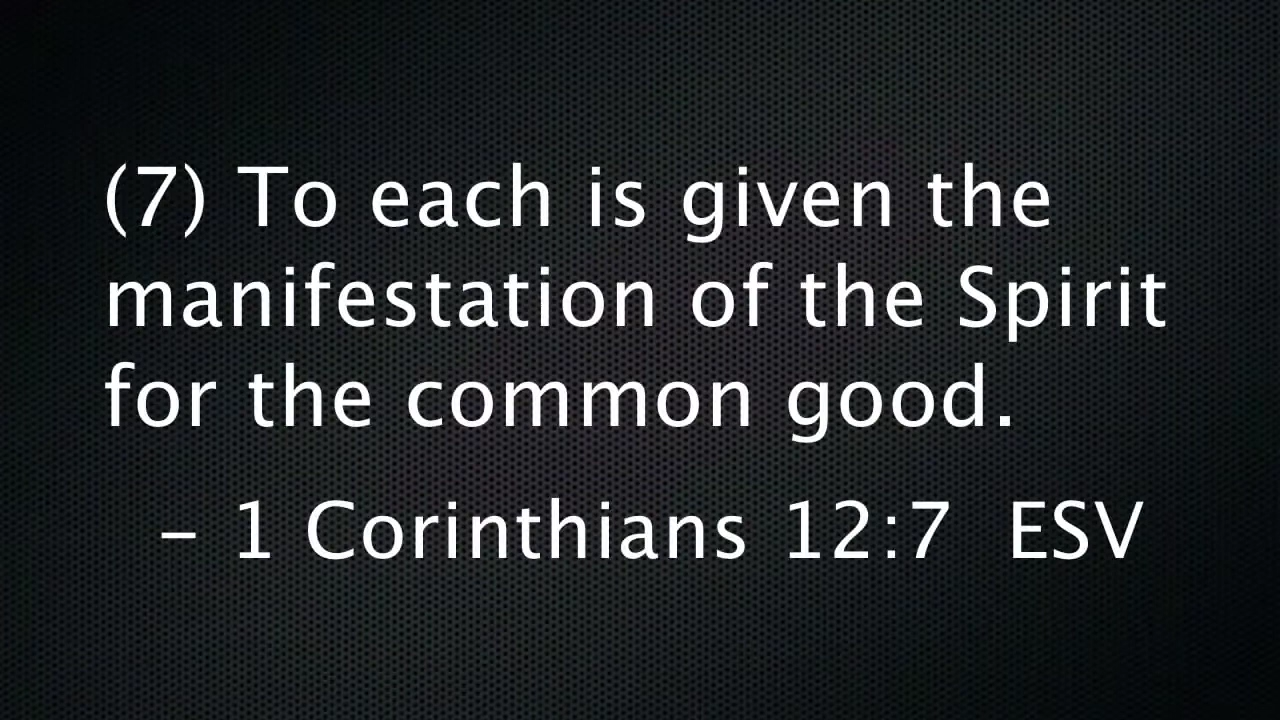 (7) To each is given the
manifestation of the Spirit
for the common good.
– 1 Corinthians 12:7  ESV